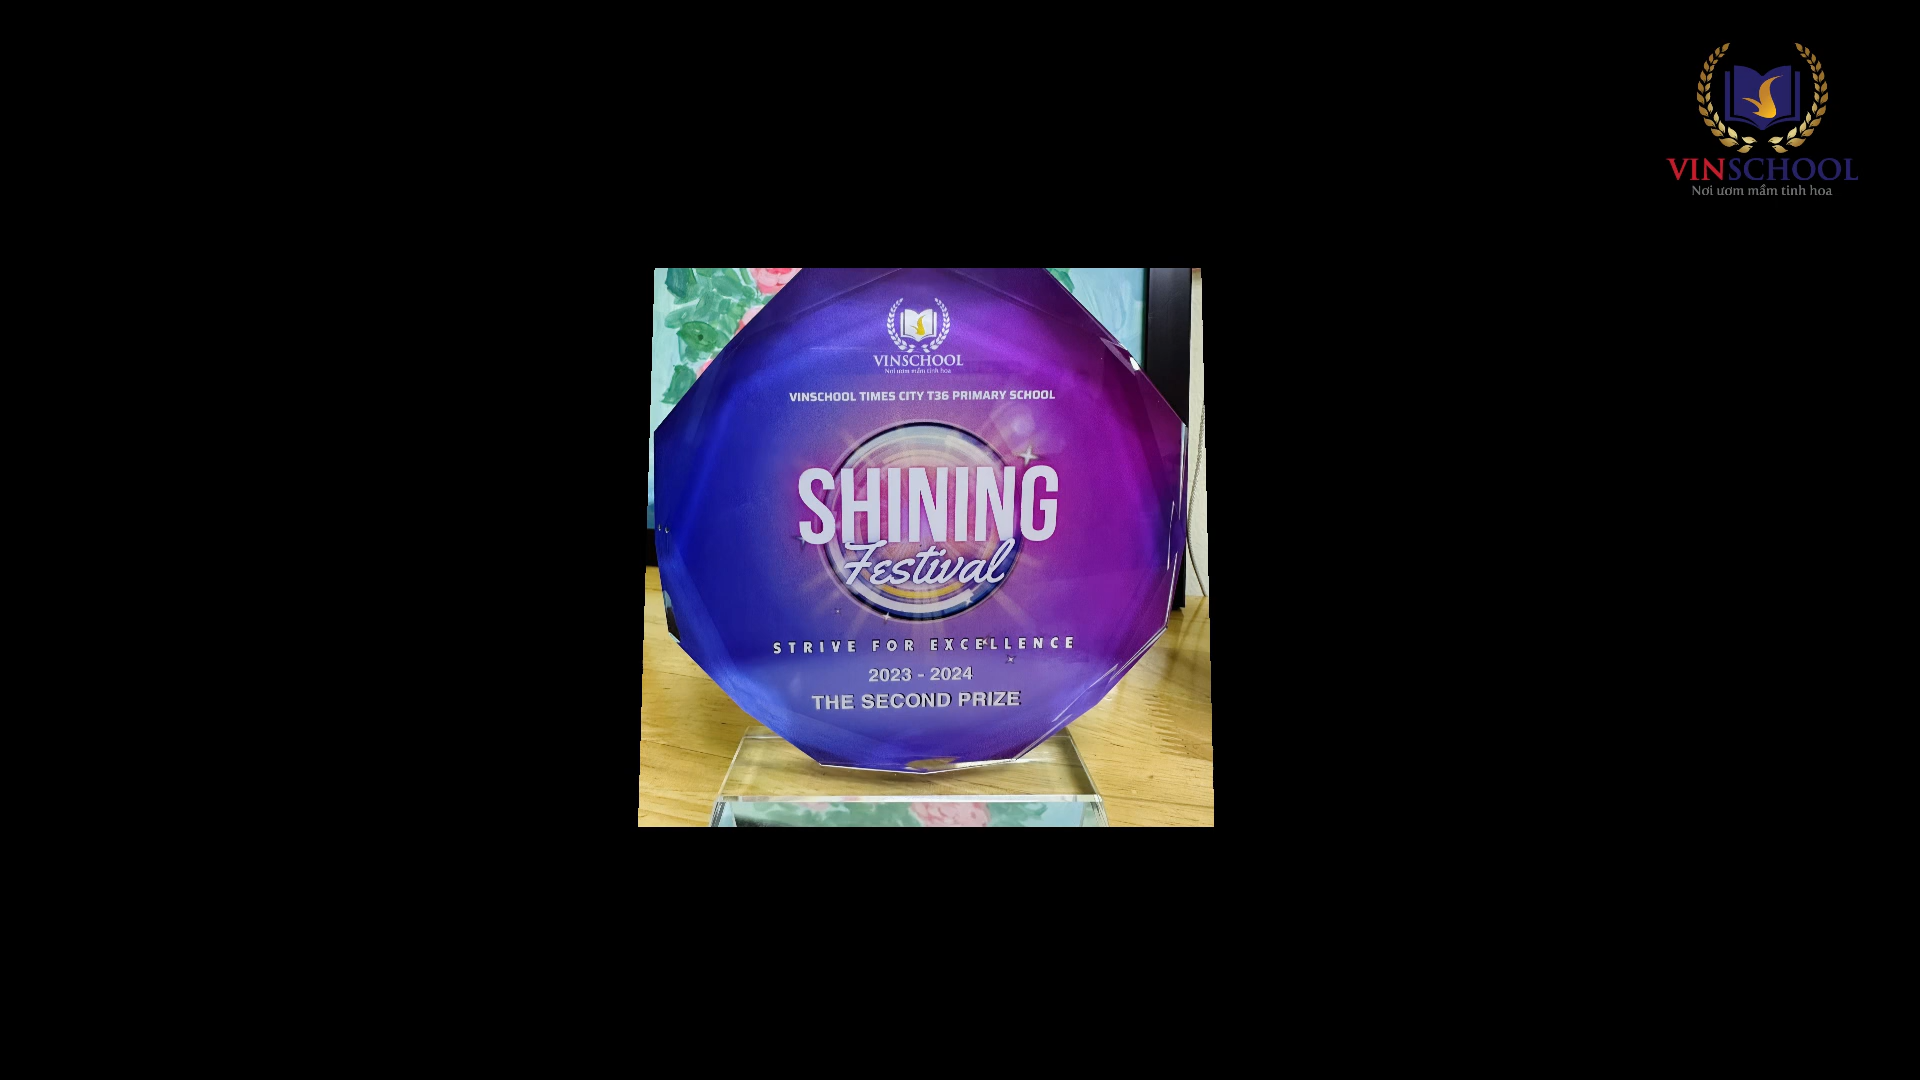 VINSCHOOL
Nơi ươm mầm tinh hoa
VINSCHOOL
Nơi ươm mầm tinh hoa
VINSCHOOL TIMES CITY T36 PRIMARY SCHOOL
SHINING
Festival
STRIVE FOR EXCELLENCE
2023 - 2024
THE SECOND PRIZE